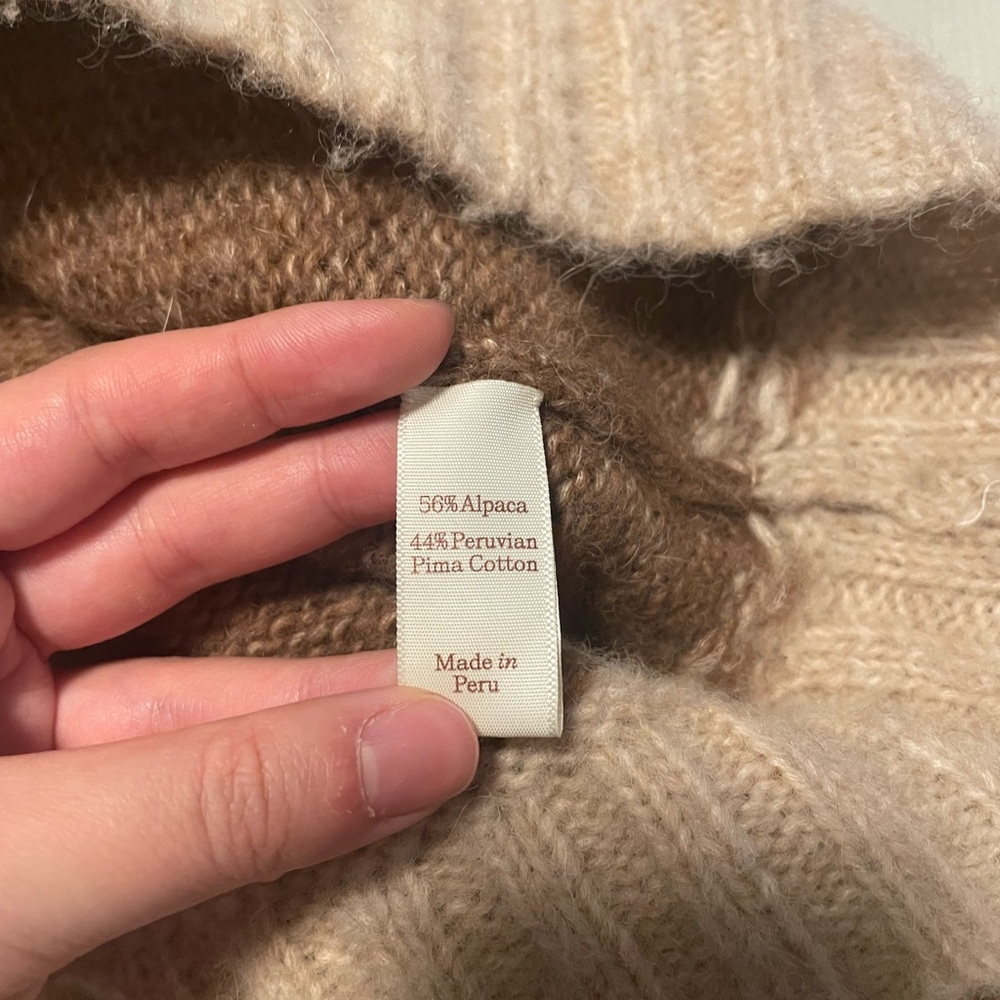 56% Alpaca
44% Peruvian
Pima Cotton
Made in
Peru